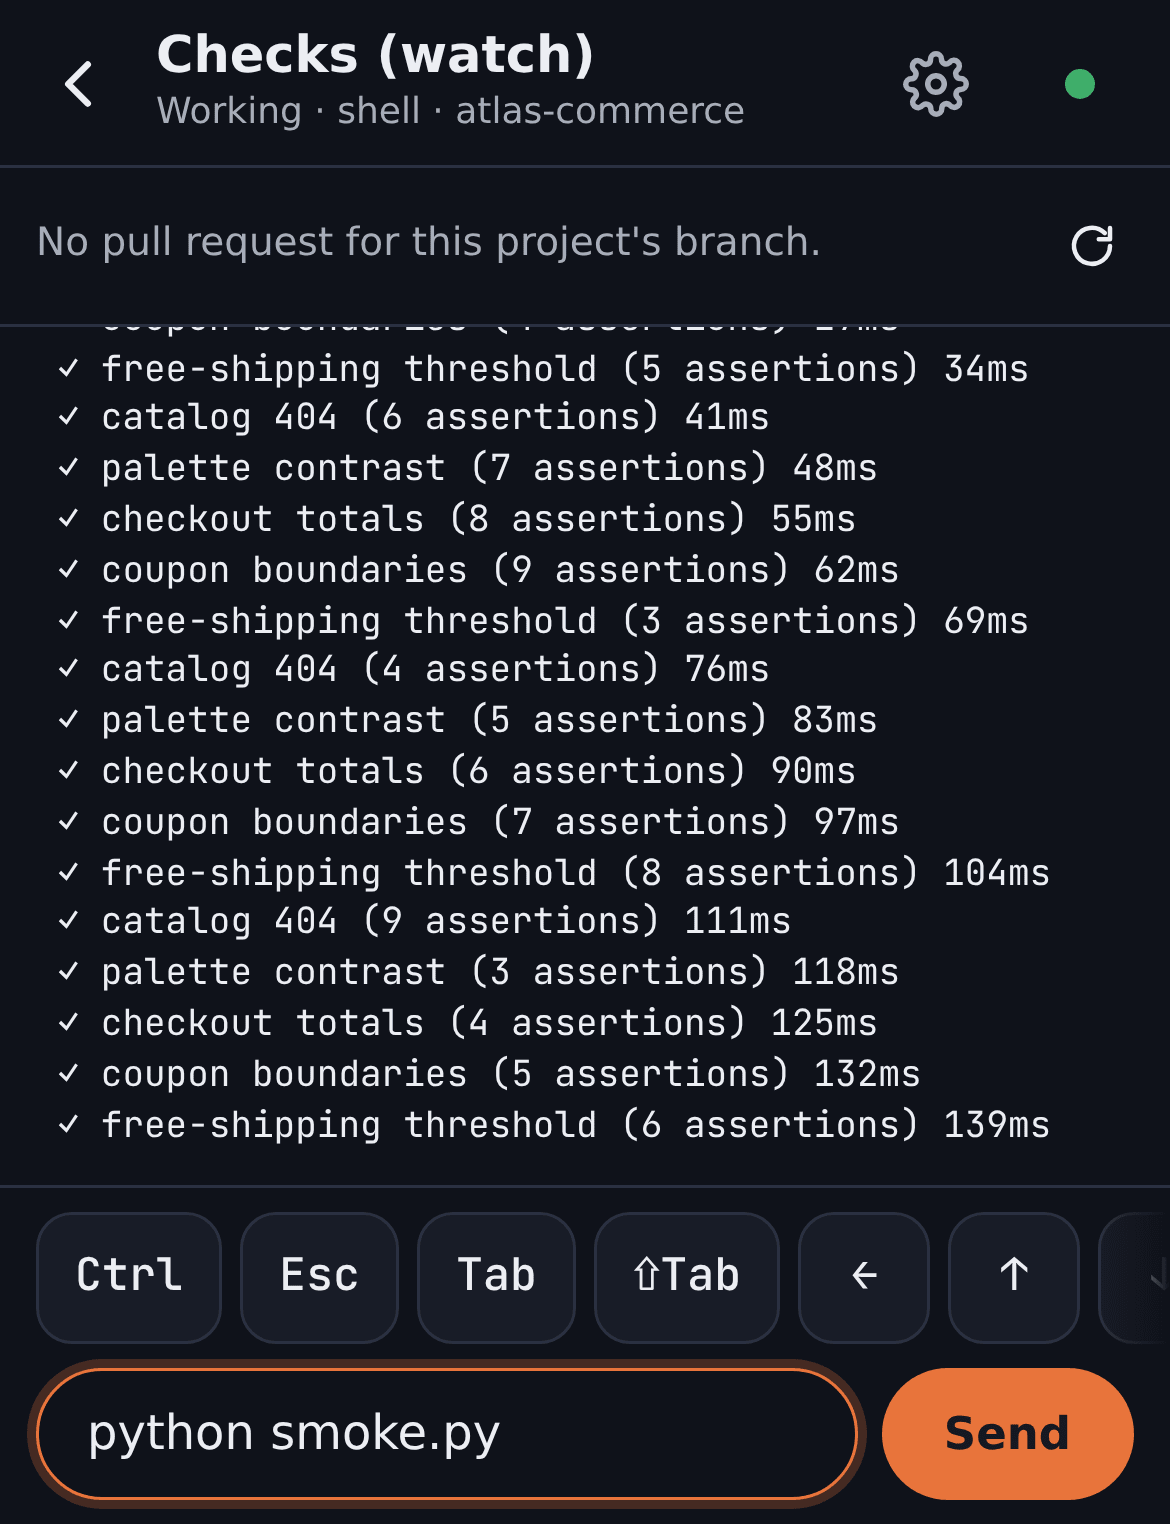 Checks (watch)
Working · shell · atlas-commerce
No pull request for this project's branch.
✓ free-shipping threshold (5 assertions) 34ms
✓ catalog 404 (6 assertions) 41ms
✓ palette contrast (7 assertions) 48ms
✓ checkout totals (8 assertions) 55ms
✓ coupon boundaries (9 assertions) 62ms
✓ free-shipping threshold (3 assertions) 69ms
✓ catalog 404 (4 assertions) 76ms
✓ palette contrast (5 assertions) 83ms
✓ checkout totals (6 assertions) 90ms
✓ coupon boundaries (7 assertions) 97ms
✓ free-shipping threshold (8 assertions) 104ms
✓ catalog 404 (9 assertions) 111ms
✓ palette contrast (3 assertions) 118ms
✓ checkout totals (4 assertions) 125ms
✓ coupon boundaries (5 assertions) 132ms
✓ free-shipping threshold (6 assertions) 139ms
Ctrl Esc Tab ⇧Tab ← ↑
python smoke.py Send